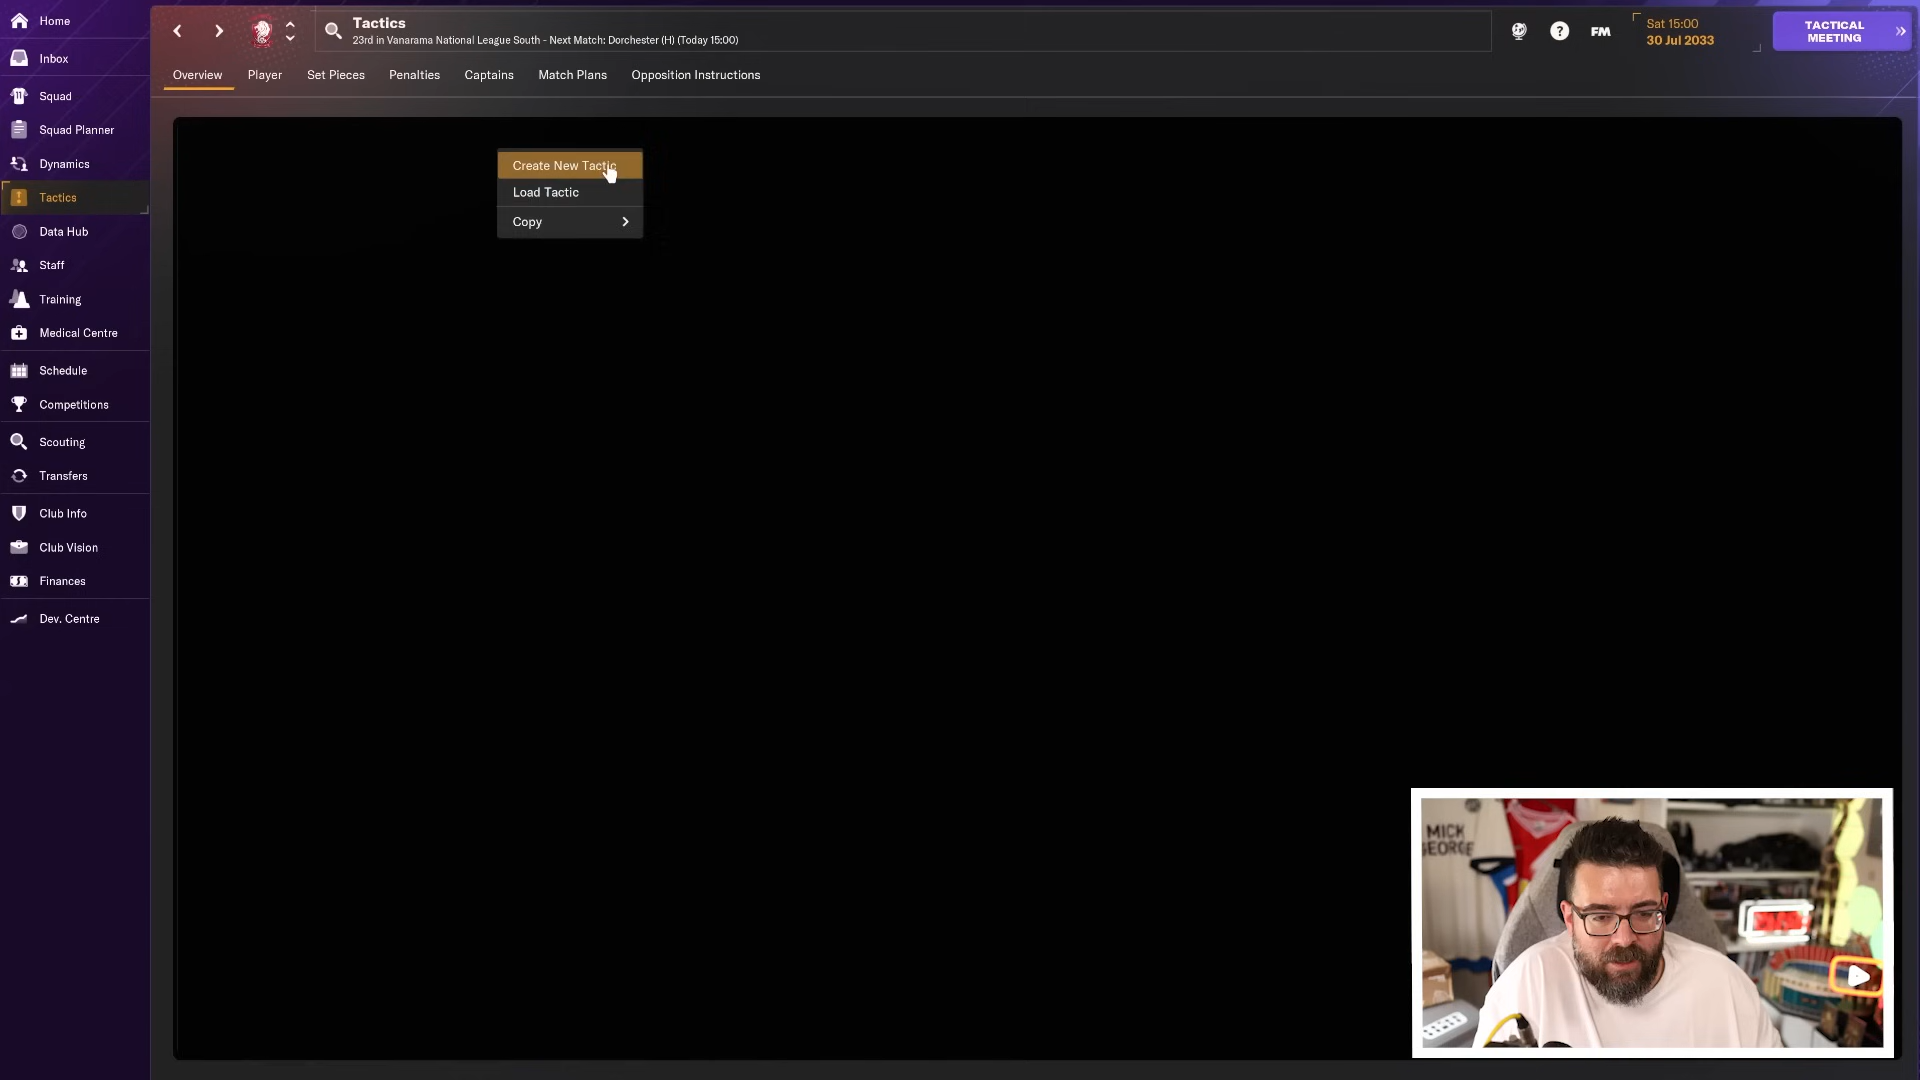 Home
Inbox
Squad
Squad Planner
Dynamics
Tactics
Data Hub
Staff
Training
Medical Centre
Schedule
Competitions
Scouting
Transfers
Club Info
Club Vision
Finances
Dev. Centre
Tactics
23rd in Vanarama National League South - Next Match: Dorchester (H) (Today 15:00)
?
FM
Sat 15:00
30 Jul 2033
TACTICAL
MEETING
Overview
Player
Set Pieces
Penalties
Captains
Match Plans
Opposition Instructions
Create New Tactic
Load Tactic
Copy
MICK
GEORGE